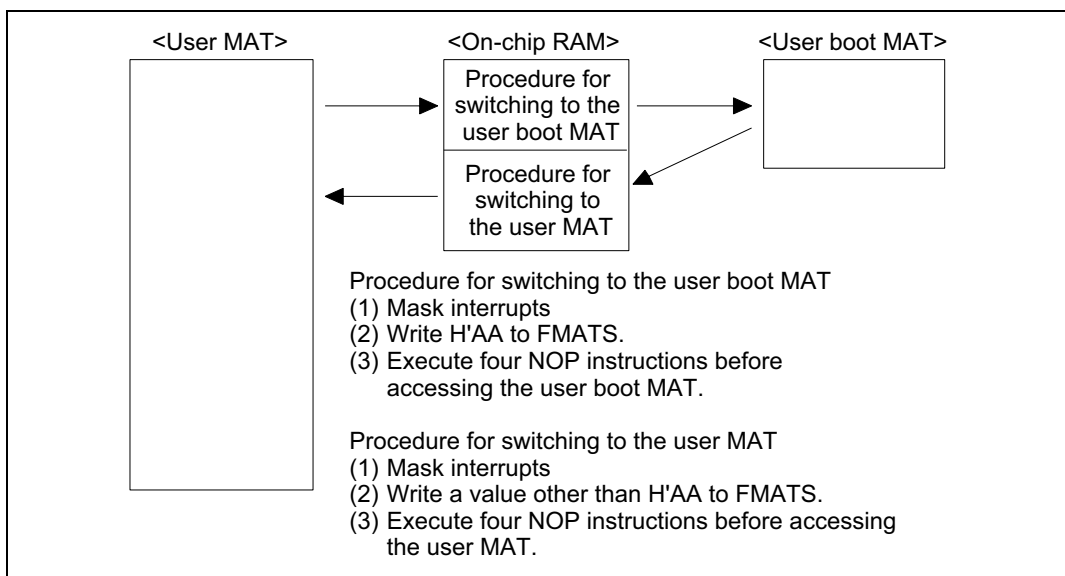 <User MAT>
<On-chip RAM>
<User boot MAT>
Procedure for
switching to the
user boot MAT
Procedure for
switching to
the user MAT
Procedure for switching to the user boot MAT
(1) Mask interrupts
(2) Write H'AA to FMATS.
(3) Execute four NOP instructions before
accessing the user boot MAT.
Procedure for switching to the user MAT
(1) Mask interrupts
(2) Write a value other than H'AA to FMATS.
(3) Execute four NOP instructions before accessing
the user MAT.